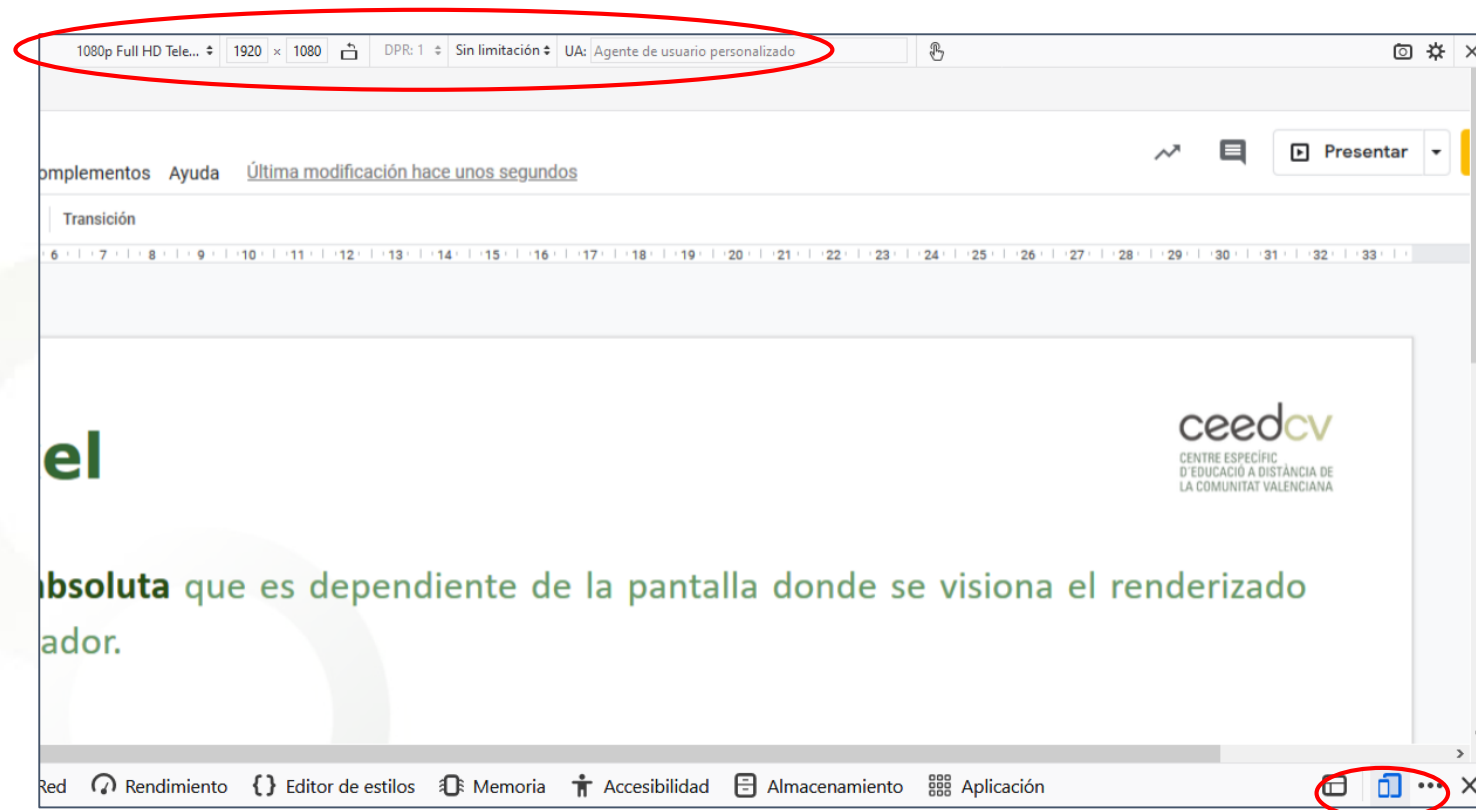 1080p Full HD Tele... 1920 × 1080 DPR: 1 Sin limitación UA: Agente de usuario personalizado
omplementos Ayuda Última modificación hace unos segundos Presentar
Transición
6 7 8 9 10 11 12 13 14 15 16 17 18 19 20 21 22 23 24 25 26 27 28 29 30 31 32 33
ceedcv
CENTRE ESPECÍFIC
D'EDUCACIÓ A DISTÀNCIA DE
LA COMUNITAT VALENCIANA
el
absoluta que es dependiente de la pantalla donde se visiona el renderizado
ador.
Red Rendimiento {} Editor de estilos Memoria Accesibilidad Almacenamiento Aplicación